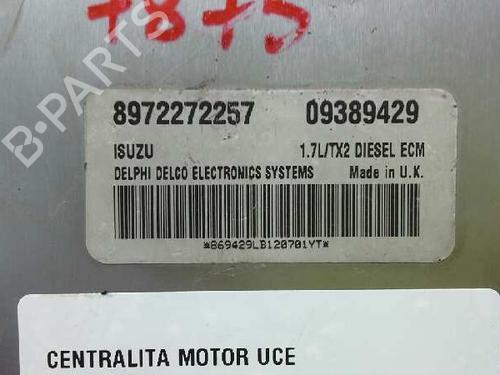 7875
B-PARTS
8972272257 09389429
ISUZU 1.7L/TX2 DIESEL ECM
DELPHI DELCO ELECTRONICS SYSTEMS Made in U.K.
*869429LB120701YT*
CENTRALITA MOTOR UCE